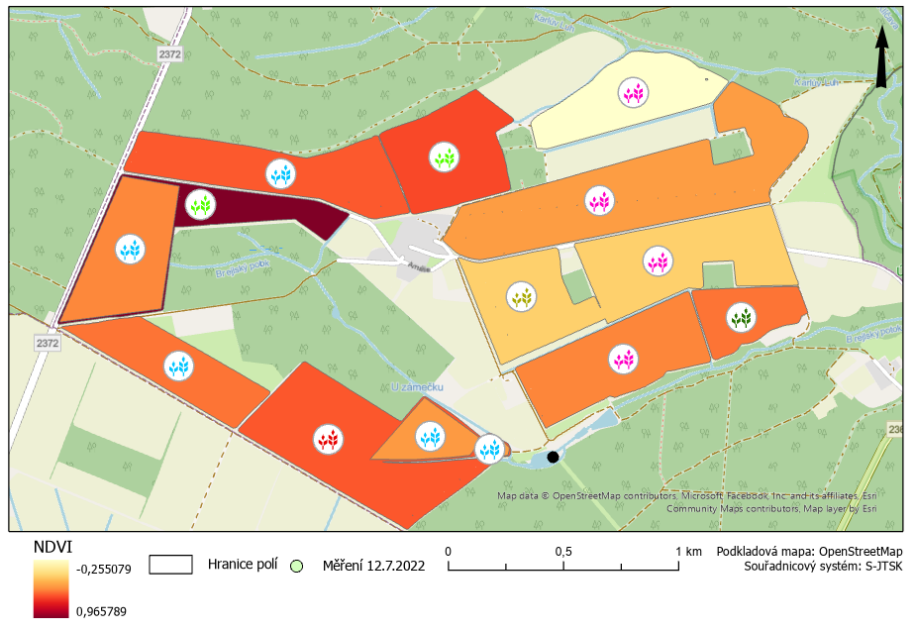 Karlův Luh
2372
Karlův Luh
Amálie
Brejlský potok
Brejlský potok
2372
U zámečku
236
Map data © OpenStreetMap contributors, Microsoft, Facebook, Inc. and its affiliates, Esri
Community Maps contributors, Map layer by Esri
NDVI
-0,255079
0,965789
Hranice polí
Měření 12.7.2022
0 0,5 1 km
Podkladová mapa: OpenStreetMap
Souřadnicový systém: S-JTSK